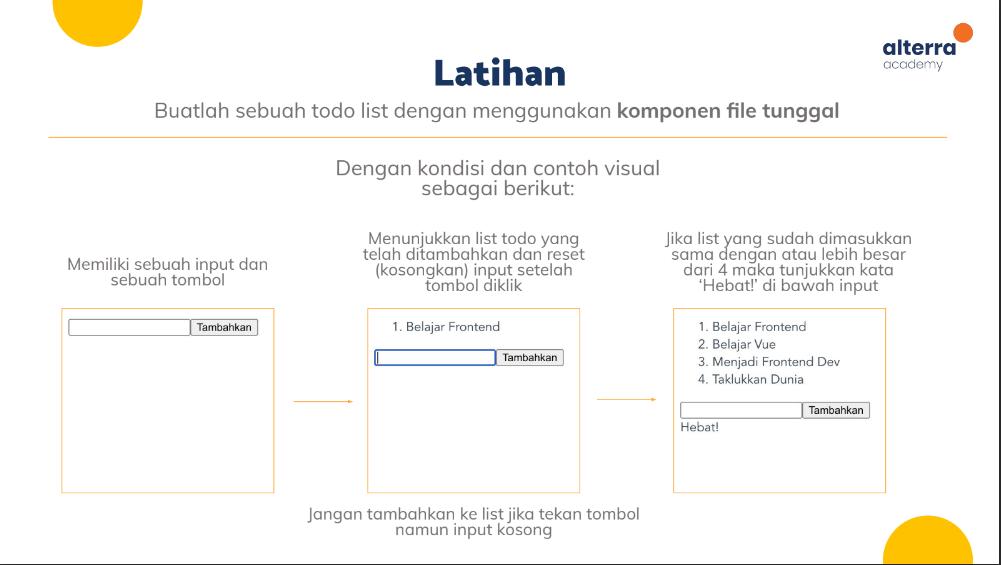 alterra
academy
Latihan
Buatlah sebuah todo list dengan menggunakan komponen file tunggal
Dengan kondisi dan contoh visual
sebagai berikut:
Memiliki sebuah input dan
sebuah tombol
Tambahkan
Menunjukkan list todo yang
telah ditambahkan dan reset
(kosongkan) input setelah
tombol diklik
1. Belajar Frontend
Tambahkan
Jika list yang sudah dimasukkan
sama dengan atau lebih besar
dari 4 maka tunjukkan kata
‘Hebat!’ di bawah input
1. Belajar Frontend
2. Belajar Vue
3. Menjadi Frontend Dev
4. Taklukkan Dunia
Tambahkan
Hebat!
Jangan tambahkan ke list jika tekan tombol
namun input kosong